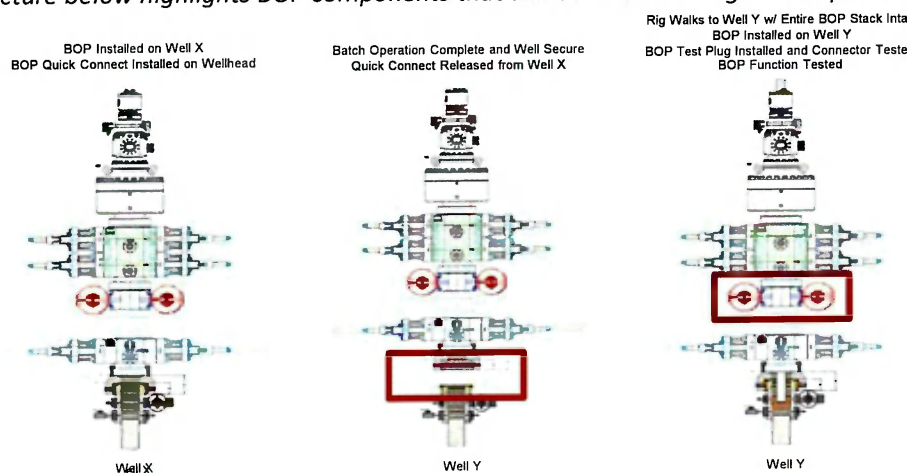 cture below highlights BOP components that
BOP Installed on Well X
BOP Quick Connect Installed on Wellhead
Batch Operation Complete and Well Secure
Quick Connect Released from Well X
Rig Walks to Well Y w/ Entire BOP Stack Inta
BOP Installed on Well Y
BOP Test Plug Installed and Connector Teste
BOP Function Tested
Well X
Well Y
Well Y